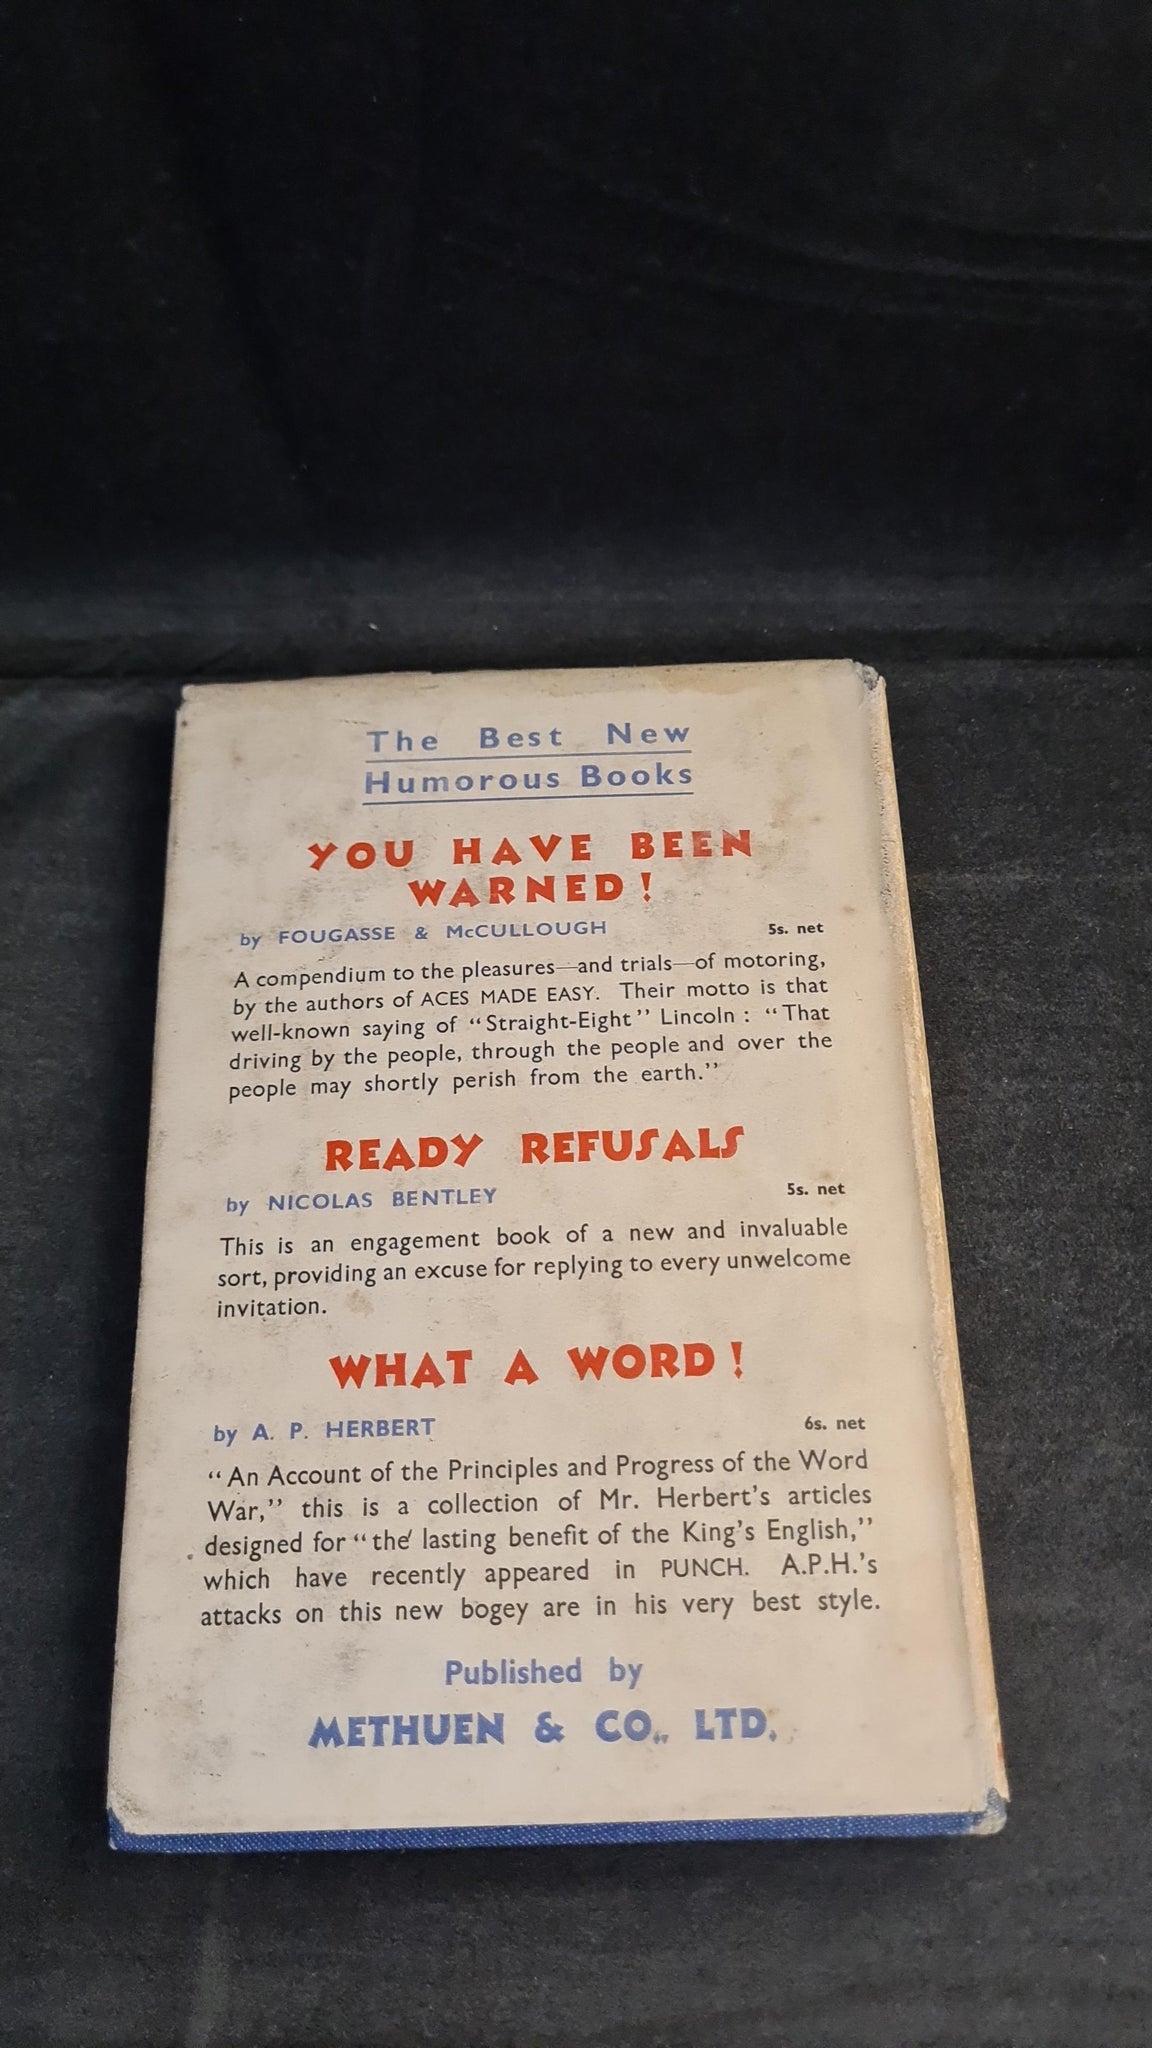 The Best New
Humorous Books
YOU HAVE BEEN
WARNED!
by FOUGASSE & McCULLOUGH 5s. net
A compendium to the pleasures—and trials—of motoring,
by the authors of ACES MADE EASY. Their motto is that
well-known saying of "Straight-Eight" Lincoln: "That
driving by the people, through the people and over the
people may shortly perish from the earth."
READY REFUSALS
by NICOLAS BENTLEY 5s. net
This is an engagement book of a new and invaluable
sort, providing an excuse for replying to every unwelcome
invitation.
WHAT A WORD!
by A. P. HERBERT 6s. net
"An Account of the Principles and Progress of the Word
War," this is a collection of Mr. Herbert's articles
designed for "the lasting benefit of the King's English,"
which have recently appeared in PUNCH. A.P.H.'s
attacks on this new bogey are in his very best style.
Published by
METHUEN & CO., LTD.